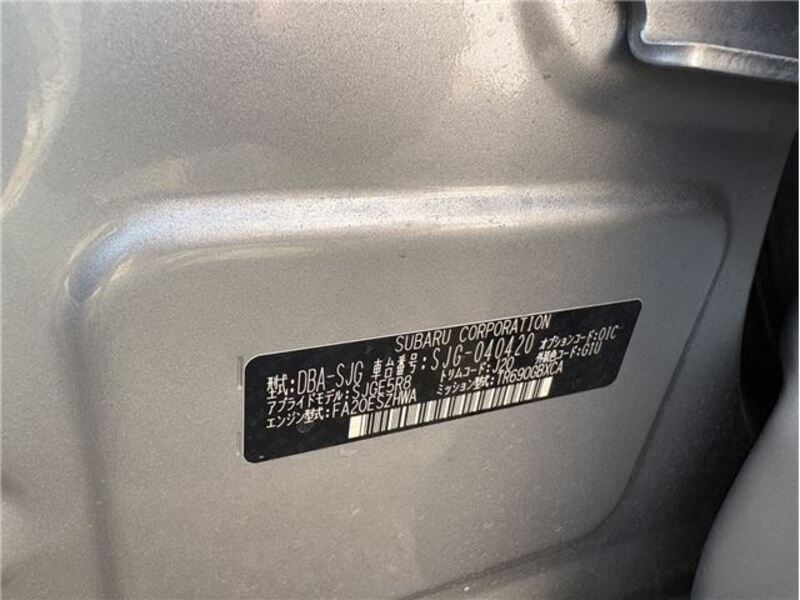 SUBARU CORPORATION
型式:DBA-SJG 車台番号:SJG-040420 オプションコード:OIC
アプライドモデル:SJGE5R8 トリムコード:J20 外装色コード:G1U
エンジン型式:FA20ESZHWA ミッション型式:TR690GBXCA